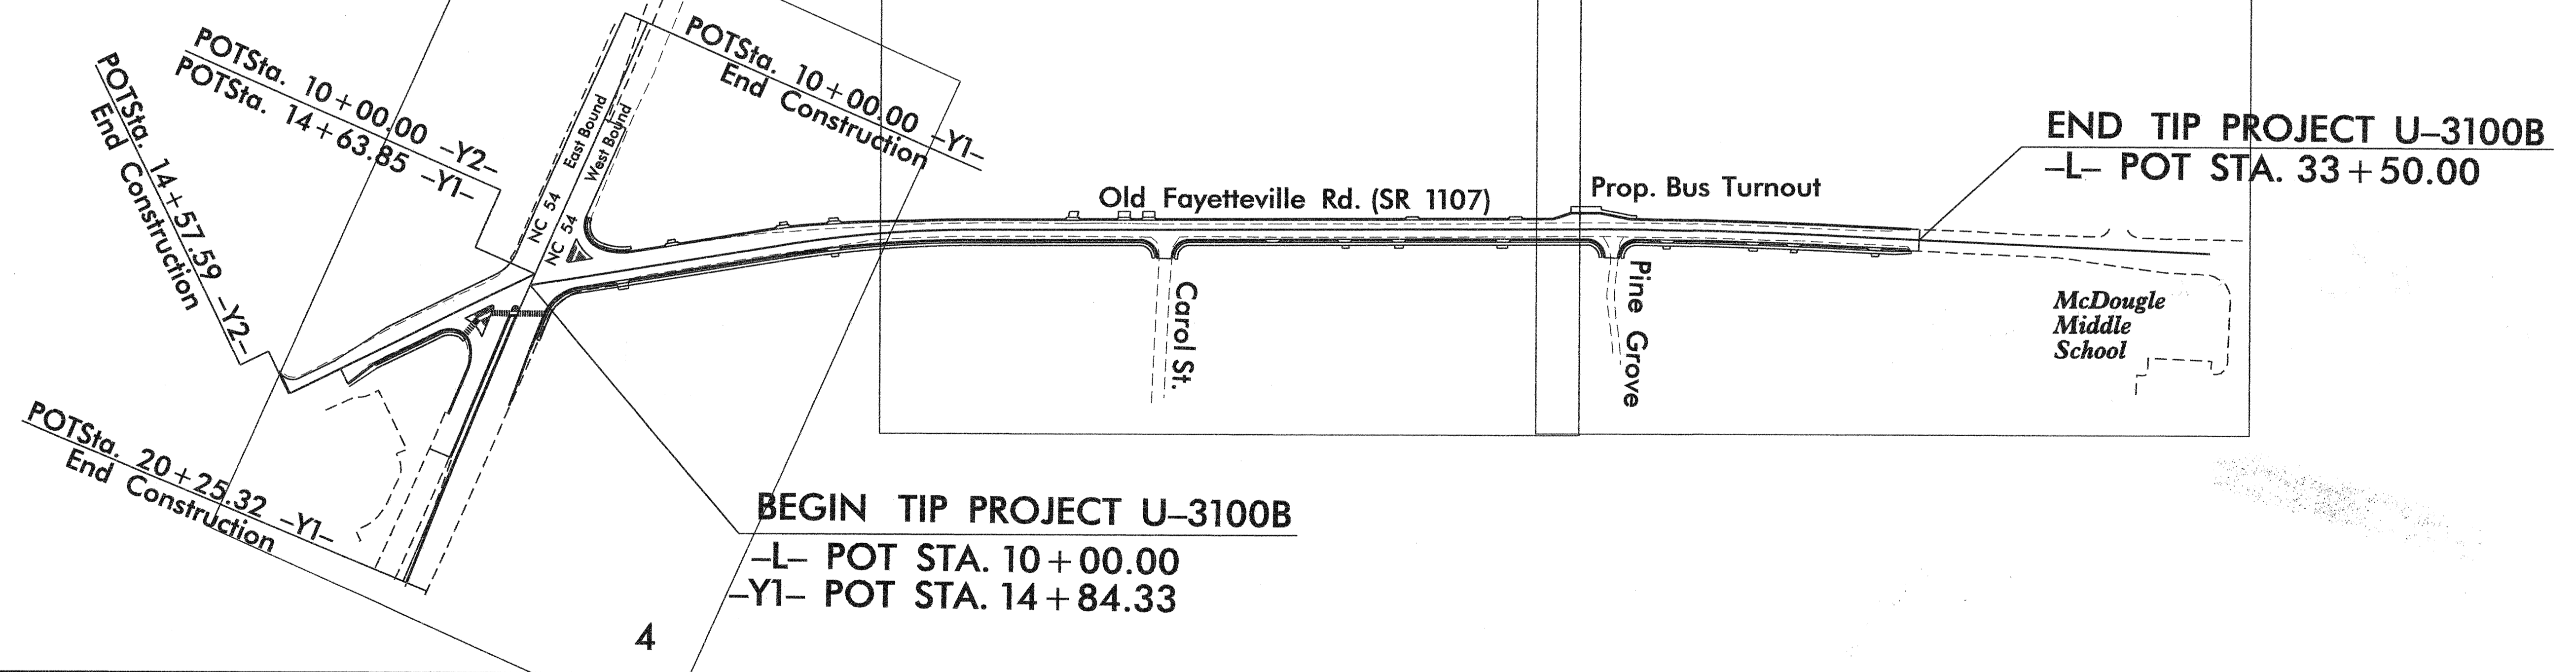 POTSta. 10+00.00 -Y2-
POTSta. 14+63.85 -Y1-
POTSta. 14+57.59 -Y2-
End Construction
POTSta. 10+00.00 -Y1-
End Construction
East Bound
West Bound
NC 54
NC 54
Old Fayetteville Rd. (SR 1107)
Prop. Bus Turnout
END TIP PROJECT U-3100B
-L- POT STA. 33+50.00
Carol St.
Pine Grove
McDougle
Middle
School
POTSta. 20+25.32 -Y1-
End Construction
BEGIN TIP PROJECT U-3100B
-L- POT STA. 10+00.00
-Y1- POT STA. 14+84.33
4